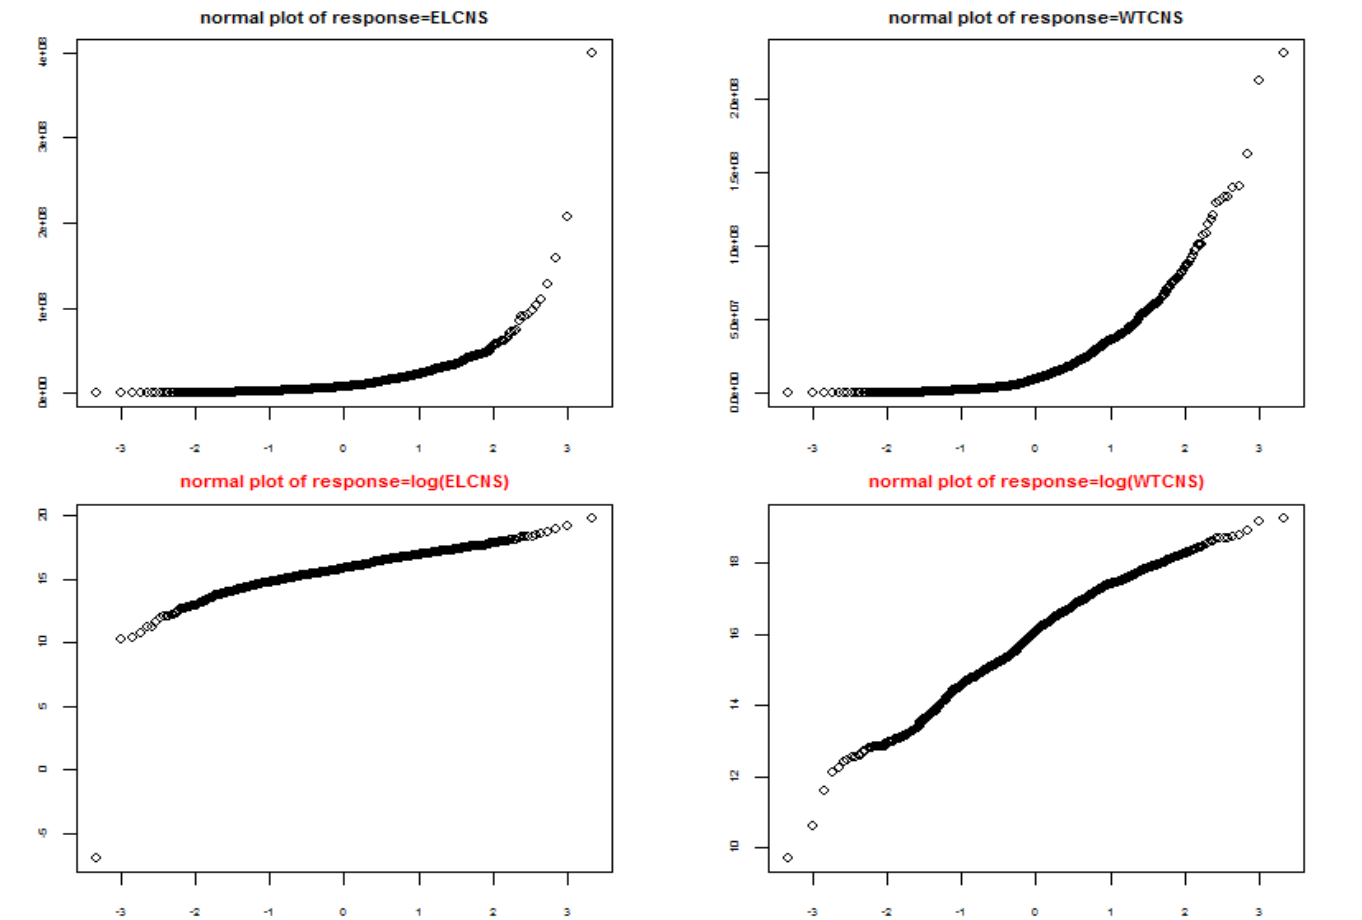 normal plot of response=ELCNS
4e+08
3e+08
2e+08
1e+08
0e+00
-3 -2 -1 0 1 2 3
normal plot of response=WTCNS
2.0e+08
1.5e+08
1.0e+08
5.0e+07
0.0e+00
-3 -2 -1 0 1 2 3
normal plot of response=log(ELCNS)
20
15
10
5
0
-5
-3 -2 -1 0 1 2 3
normal plot of response=log(WTCNS)
18
16
14
12
10
-3 -2 -1 0 1 2 3